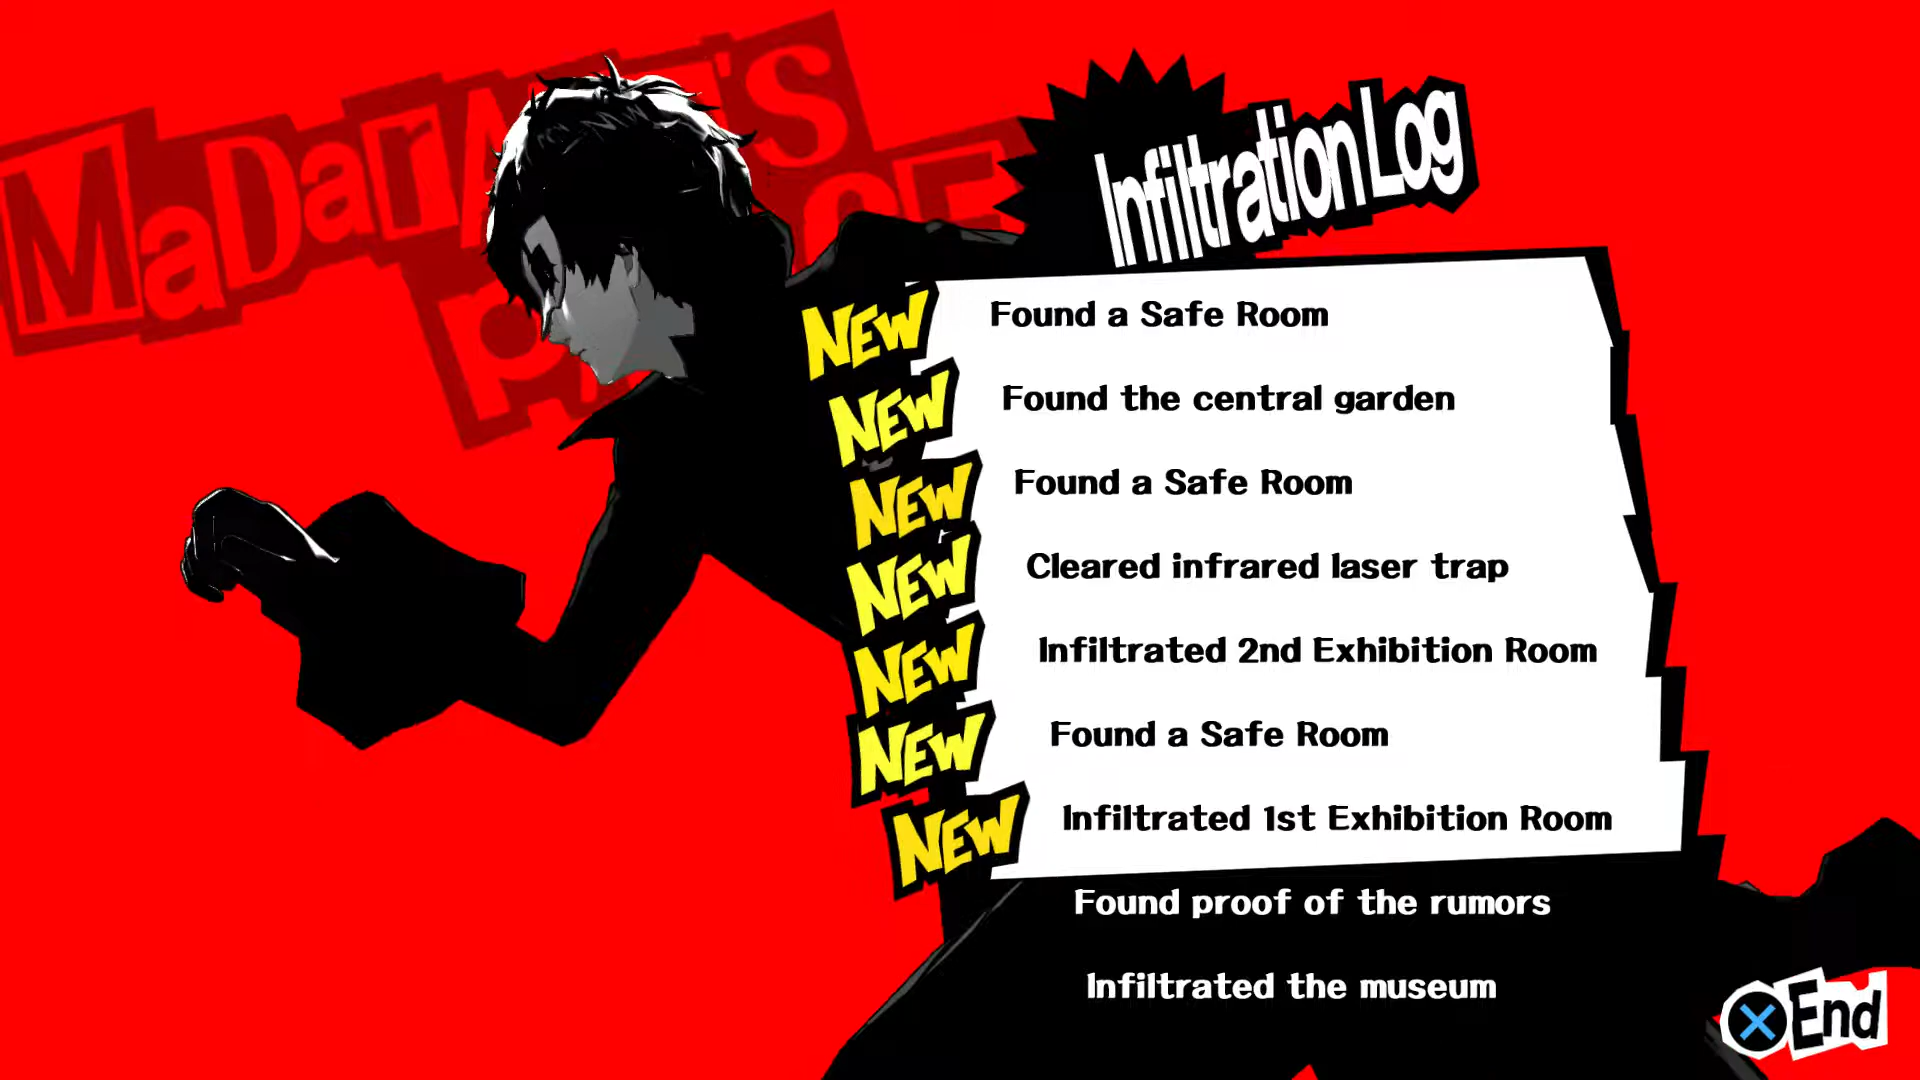 MaDarAme's
PalaCE
Infiltration Log
NEW Found a Safe Room
NEW Found the central garden
NEW Found a Safe Room
NEW Cleared infrared laser trap
NEW Infiltrated 2nd Exhibition Room
NEW Found a Safe Room
NEW Infiltrated 1st Exhibition Room
Found proof of the rumors
Infiltrated the museum
End